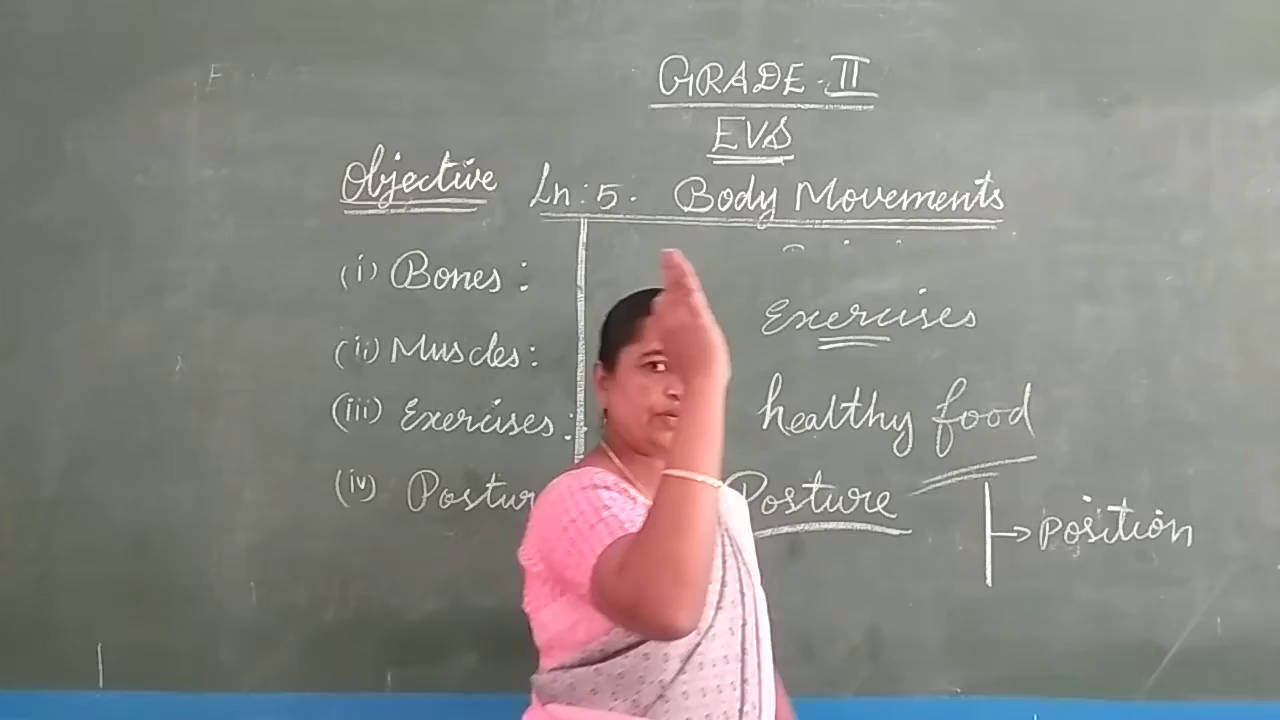 GRADE - II
EVS
Objective Ln : 5 . Body Movements
(i) Bones :
Exercises
(ii) Muscles :
(iii) Exercises :
healthy food
(iv) Postur
Posture
→ Position